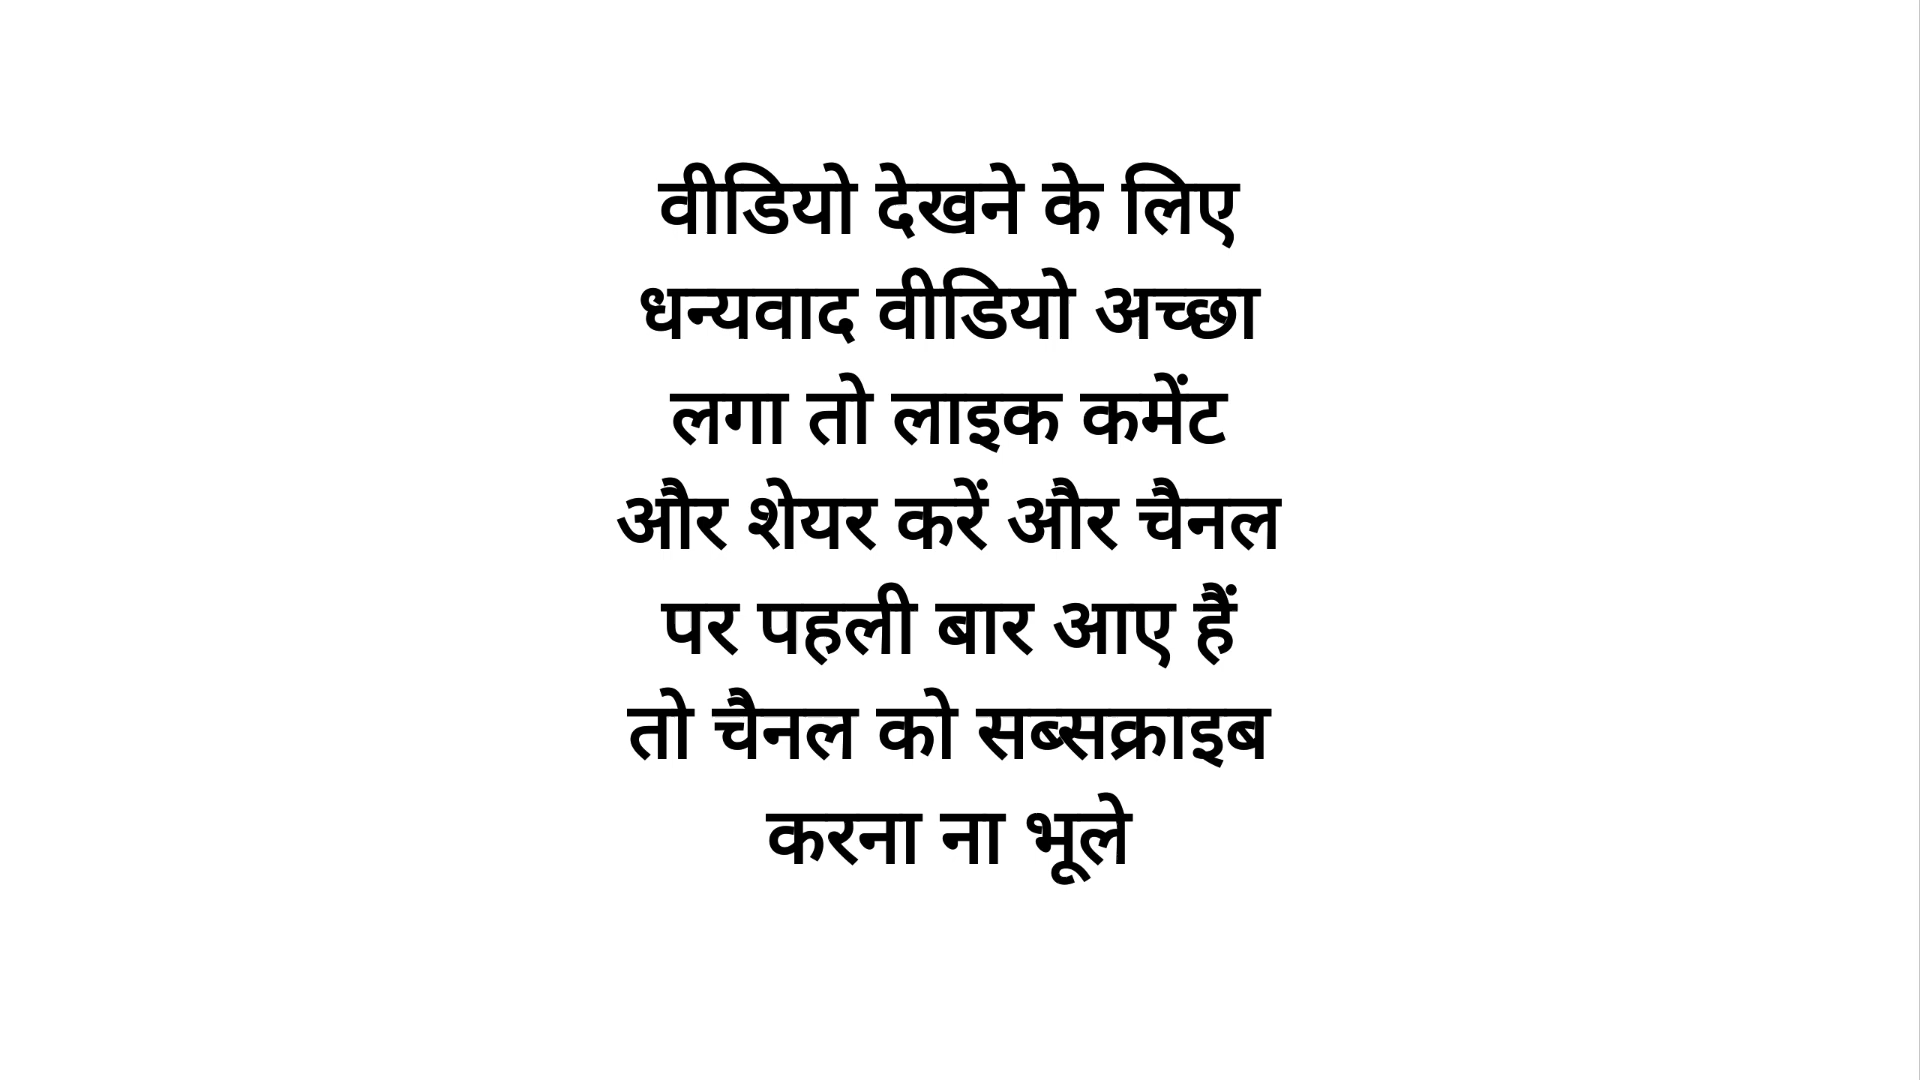 वीडियो देखने के लिए
धन्यवाद वीडियो अच्छा
लगा तो लाइक कमेंट
और शेयर करें और चैनल
पर पहली बार आए हैं
तो चैनल को सब्सक्राइब
करना ना भूले